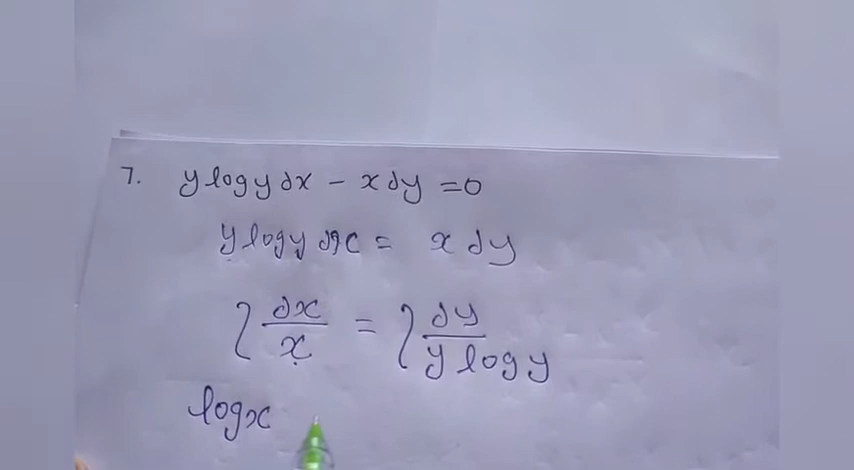 7. y log y dx - x dy = 0
y log y dx = x dy
∫ dx/x = ∫ dy/y log y
log x